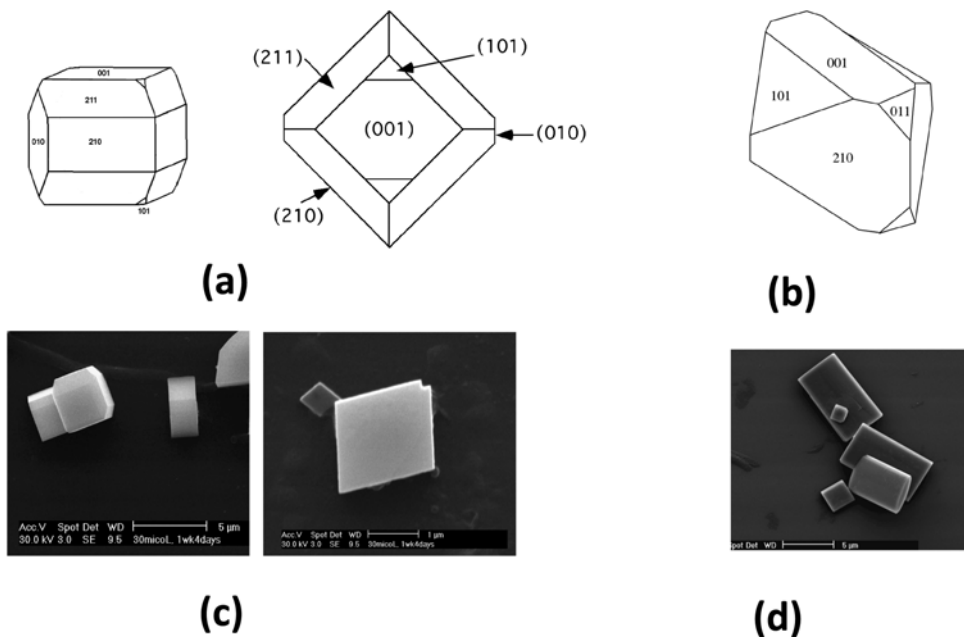 001
211
010
210
101
(211)
(101)
(001)
(010)
(210)
(a)
001
101
011
210
(b)
Acc.V Spot Det WD 5 µm
30.0 kV 3.0 SE 9.5 30micoL, 1wk4days
Acc.V Spot Det WD 1 µm
30.0 kV 3.0 SE 9.5 30micoL, 1wk4days
Spot Det WD 5 µm
(c)
(d)